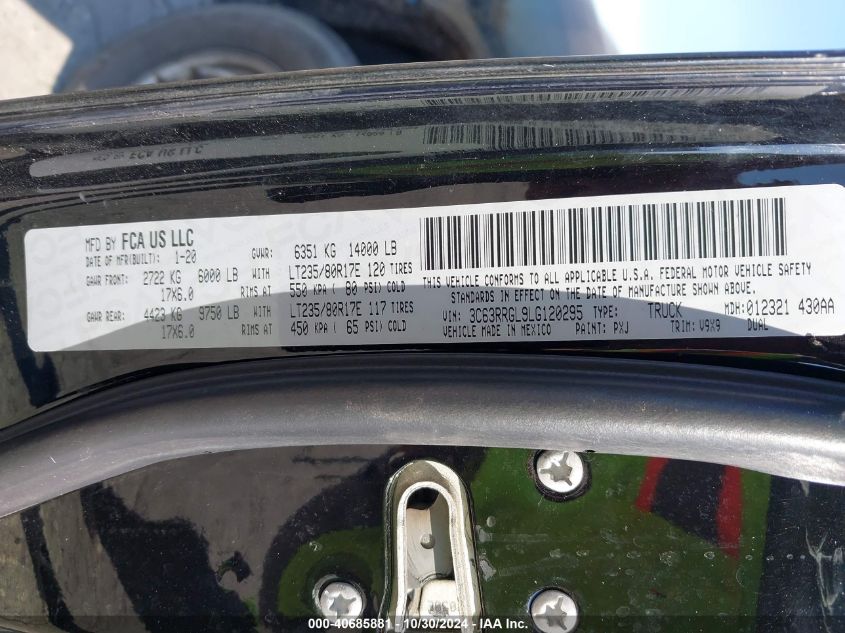 MFD BY FCA US LLC
DATE OF MFR(BUILT): 1-20
GVWR: 6351 KG 14000 LB
GAWR FRONT: 2722 KG 6000 LB WITH LT235/80R17E 120 TIRES
17X6.0 RIMS AT 550 KPA ( 80 PSI) COLD
GAWR REAR: 4423 KG 9750 LB WITH LT235/80R17E 117 TIRES
17X6.0 RIMS AT 450 KPA ( 65 PSI) COLD
THIS VEHICLE CONFORMS TO ALL APPLICABLE U.S.A. FEDERAL MOTOR VEHICLE SAFETY
STANDARDS IN EFFECT ON THE DATE OF MANUFACTURE SHOWN ABOVE
VIN: 3C63RRGL9LG120295 TYPE: TRUCK MDH: 012321 430AA
VEHICLE MADE IN MEXICO PAINT: PXJ TRIM: V9X9 DUAL
000-40685881 - 10/30/2024 - IAAI.com